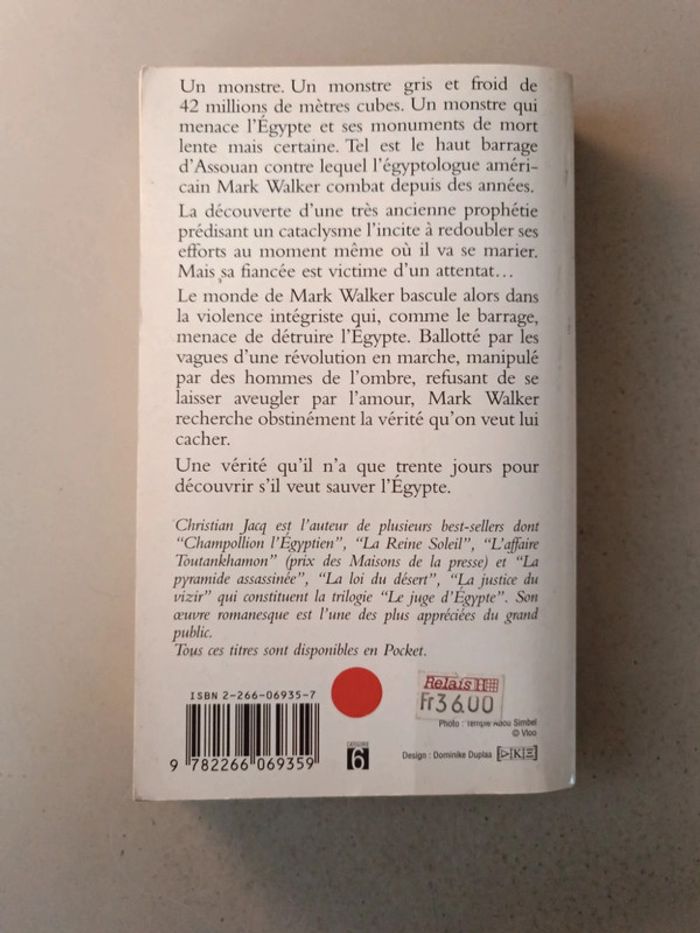 Un monstre. Un monstre gris et froid de
42 millions de mètres cubes. Un monstre qui
menace l'Égypte et ses monuments de mort
lente mais certaine. Tel est le haut barrage
d'Assouan contre lequel l'égyptologue améri-
cain Mark Walker combat depuis des années.
La découverte d'une très ancienne prophétie
prédisant un cataclysme l'incite à redoubler ses
efforts au moment même où il va se marier.
Mais sa fiancée est victime d'un attentat…
Le monde de Mark Walker bascule alors dans
la violence intégriste qui, comme le barrage,
menace de détruire l'Égypte. Ballotté par les
vagues d'une révolution en marche, manipulé
par des hommes de l'ombre, refusant de se
laisser aveugler par l'amour, Mark Walker
recherche obstinément la vérité qu'on veut lui
cacher.
Une vérité qu'il n'a que trente jours pour
découvrir s'il veut sauver l'Égypte.
Christian Jacq est l'auteur de plusieurs best-sellers dont
“Champollion l'Égyptien”, “La Reine Soleil”, “L'affaire
Toutankhamon” (prix des Maisons de la presse) et “La
pyramide assassinée”, “La loi du désert”, “La justice du
vizir” qui constituent la trilogie “Le juge d'Égypte”. Son
œuvre romanesque est l'une des plus appréciées du grand
public.
Tous ces titres sont disponibles en Pocket.
ISBN 2-266-06935-7
9 782266 069359
CATÉGORIE
6
Relais H
Fr36.00
Photo : Temple Abou Simbel
© Vloo
Design : Dominike Duplaa